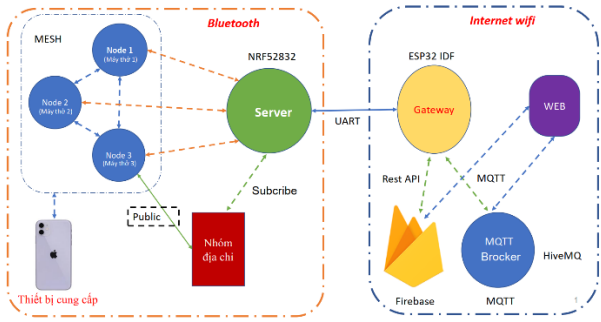 Bluetooth
Internet wifi
MESH
Node 1
(Máy thở 1)
Node 2
(Máy thở 2)
Node 3
(Máy thở 3)
NRF52832
Server
UART
ESP32 IDF
Gateway
WEB
Rest API
MQTT
Subcribe
Public
Nhóm
địa chỉ
MQTT
Brocker
HiveMQ
Thiết bị cung cấp
Firebase
MQTT
1